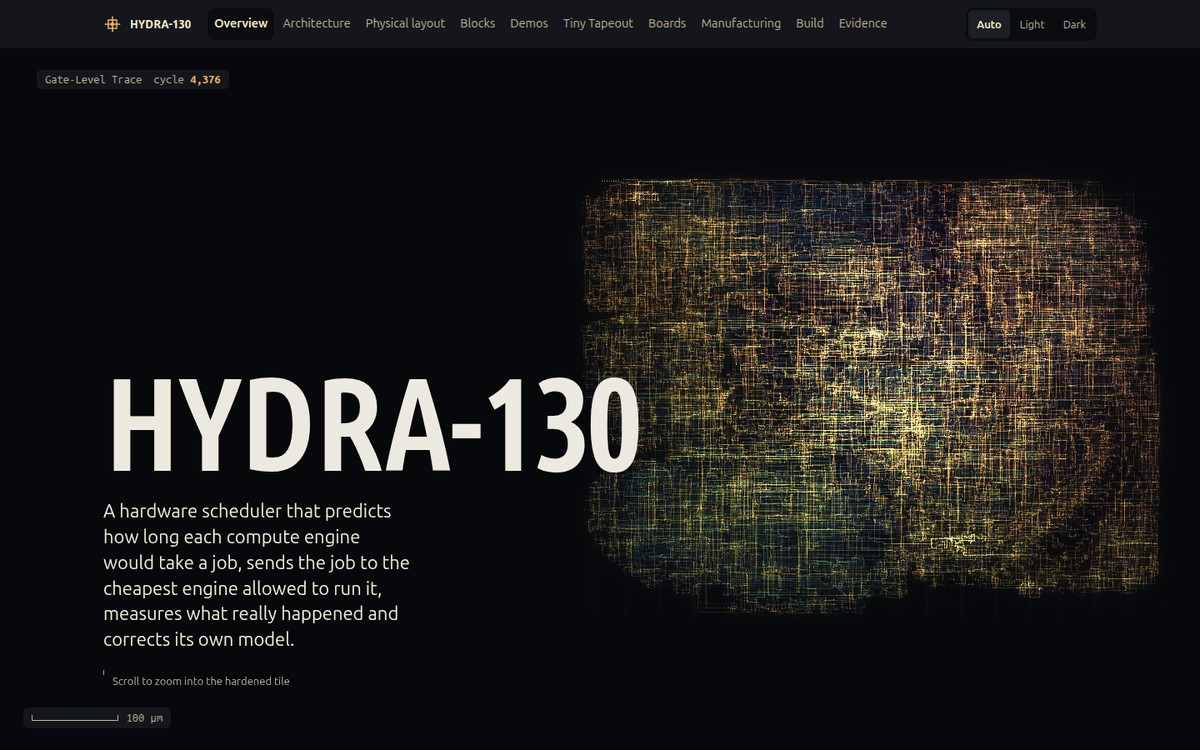 HYDRA-130 Overview Architecture Physical layout Blocks Demos Tiny Tapeout Boards Manufacturing Build Evidence Auto Light Dark
Gate-Level Trace cycle 4,376
HYDRA-130
A hardware scheduler that predicts
how long each compute engine
would take a job, sends the job to the
cheapest engine allowed to run it,
measures what really happened and
corrects its own model.
Scroll to zoom into the hardened tile
100 µm